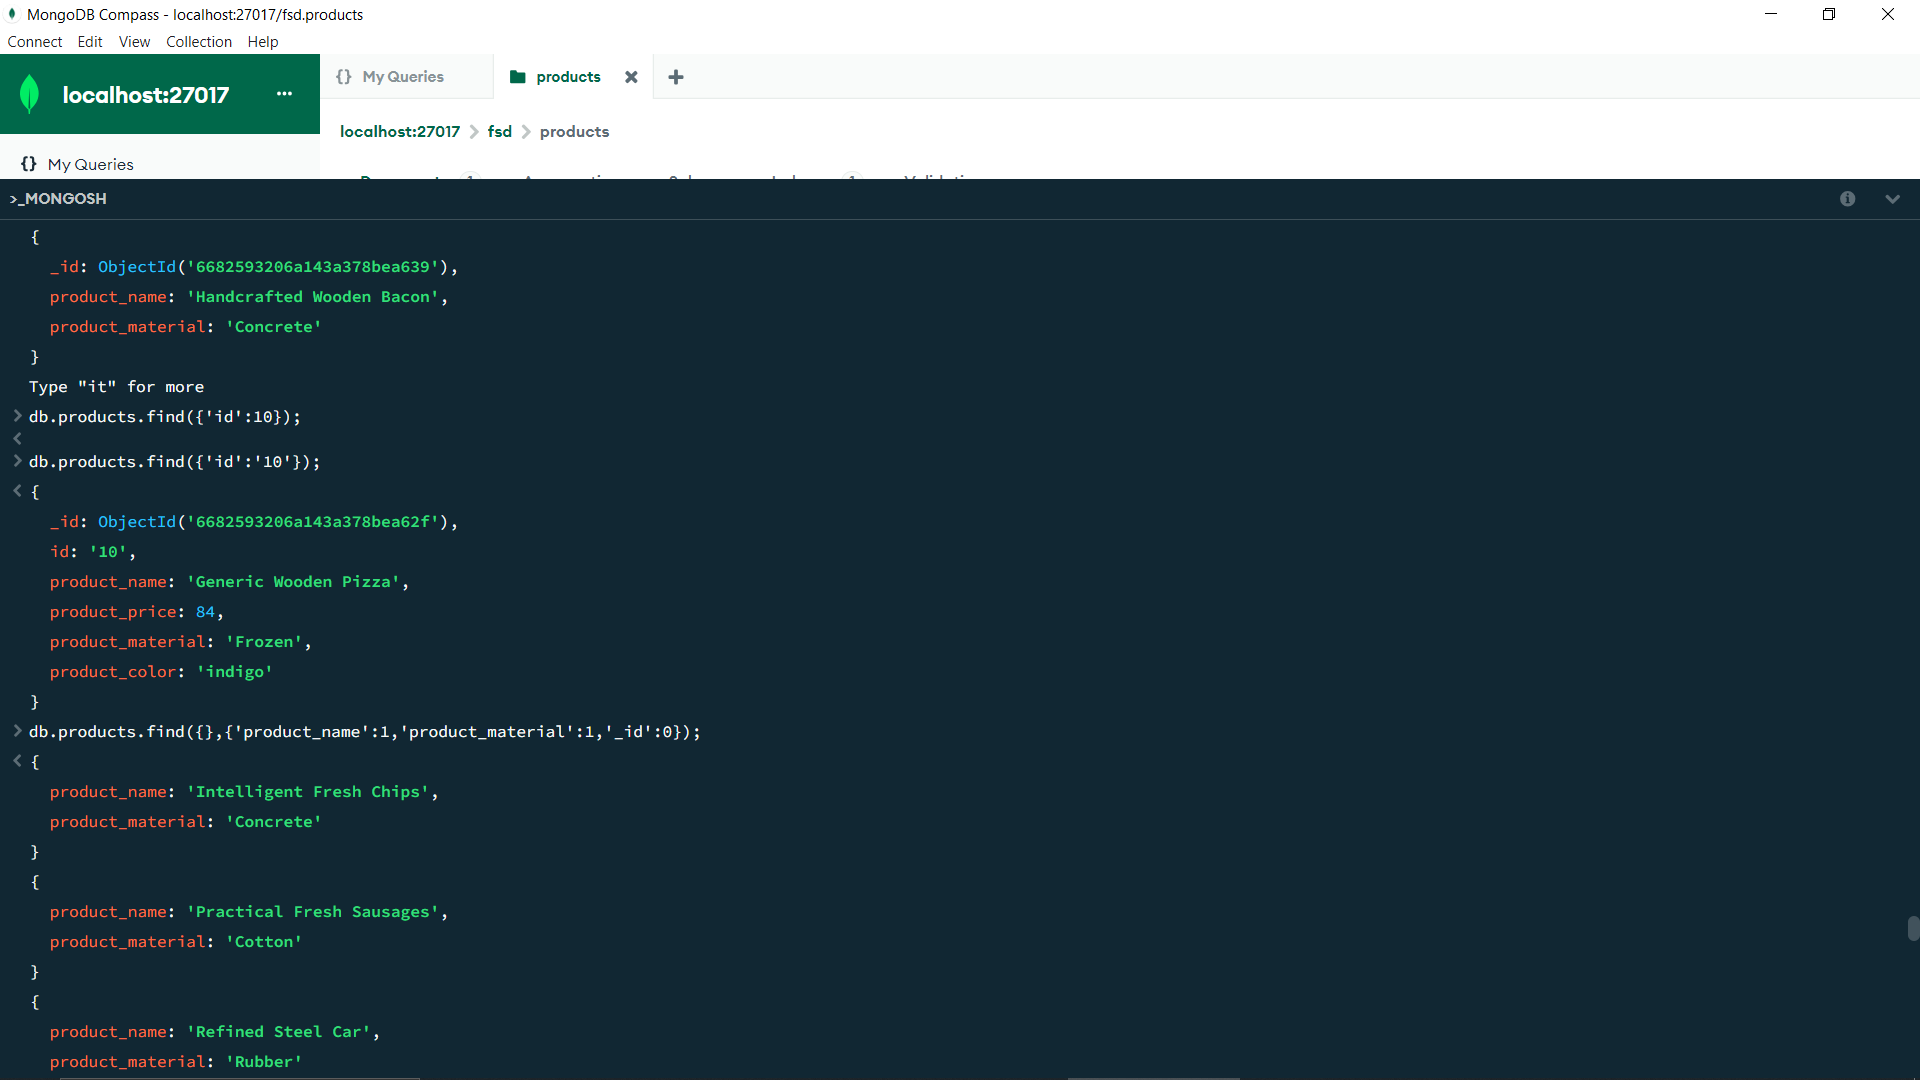 MongoDB Compass - localhost:27017/fsd.products
Connect Edit View Collection Help
localhost:27017 ...
{} My Queries
products
localhost:27017 > fsd > products
{} My Queries
>_MONGOSH
{
_id: ObjectId('6682593206a143a378bea639'),
product_name: 'Handcrafted Wooden Bacon',
product_material: 'Concrete'
}
Type "it" for more
> db.products.find({'id':10});
<
> db.products.find({'id':'10'});
< {
_id: ObjectId('6682593206a143a378bea62f'),
id: '10',
product_name: 'Generic Wooden Pizza',
product_price: 84,
product_material: 'Frozen',
product_color: 'indigo'
}
> db.products.find({},{'product_name':1,'product_material':1,'_id':0});
< {
product_name: 'Intelligent Fresh Chips',
product_material: 'Concrete'
}
{
product_name: 'Practical Fresh Sausages',
product_material: 'Cotton'
}
{
product_name: 'Refined Steel Car',
product_material: 'Rubber'